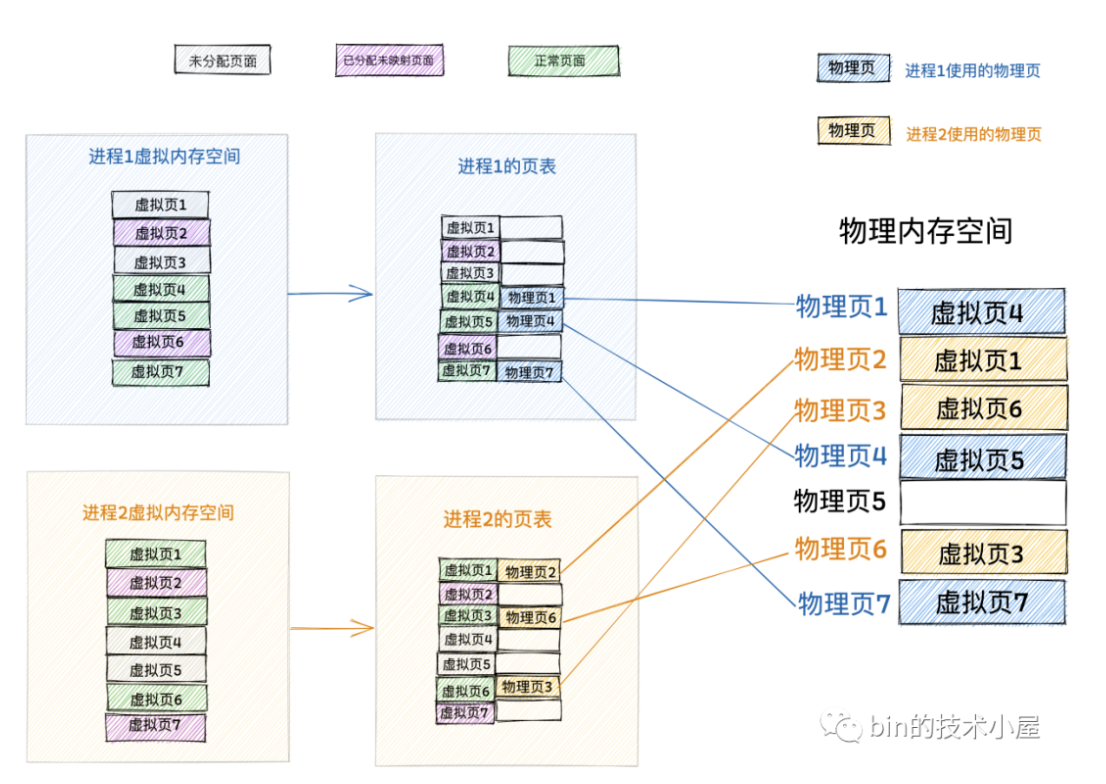 未分配页面
已分配未映射页面
正常页面
物理页
进程1使用的物理页
物理页
进程2使用的物理页
进程1虚拟内存空间
虚拟页1
虚拟页2
虚拟页3
虚拟页4
虚拟页5
虚拟页6
虚拟页7
进程1的页表
虚拟页1
虚拟页2
虚拟页3
虚拟页4 物理页1
虚拟页5 物理页4
虚拟页6
虚拟页7 物理页7
物理内存空间
物理页1 虚拟页4
物理页2 虚拟页1
物理页3 虚拟页6
物理页4 虚拟页5
物理页5
物理页6 虚拟页3
物理页7 虚拟页7
进程2虚拟内存空间
虚拟页1
虚拟页2
虚拟页3
虚拟页4
虚拟页5
虚拟页6
虚拟页7
进程2的页表
虚拟页1 物理页2
虚拟页2
虚拟页3 物理页6
虚拟页4
虚拟页5
虚拟页6 物理页3
虚拟页7
bin的技术小屋